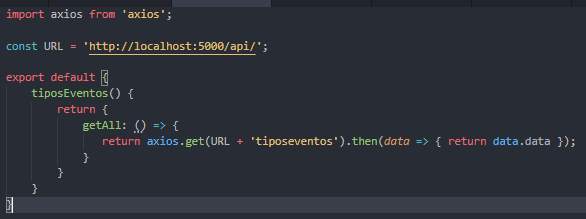 import axios from 'axios';
const URL = 'http://localhost:5000/api/';
export default {
tiposEventos() {
return {
getAll: () => {
return axios.get(URL + 'tiposeventos').then(data => { return data.data });
}
}
}
}